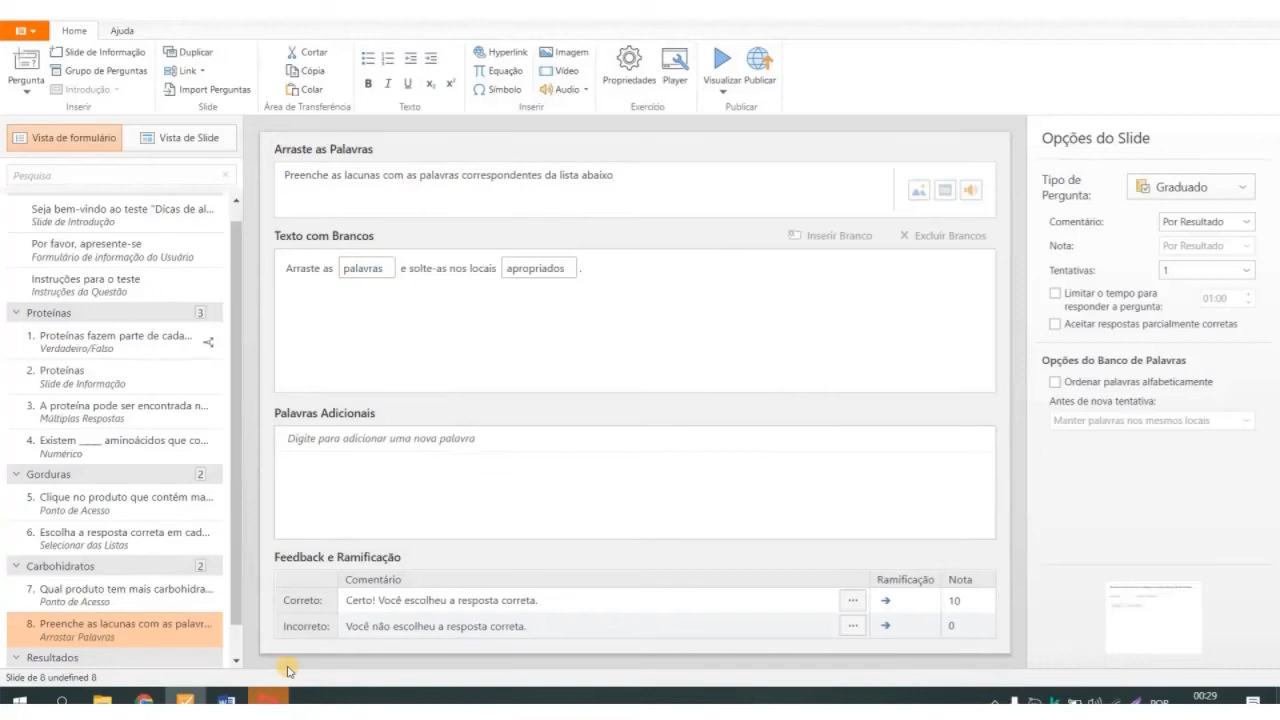 Home Ajuda
Pergunta
Slide de Informação
Grupo de Perguntas
Introdução
Inserir
Duplicar
Link
Import Perguntas
Slide
Cortar
Cópia
Colar
Área de Transferência
B I U x₂ x²
Texto
Hyperlink
Equação
Símbolo
Imagem
Vídeo
Audio
Inserir
Propriedades Player
Exercício
Visualizar Publicar
Publicar
Vista de formulário
Vista de Slide
Pesquisa
Seja bem-vindo ao teste "Dicas de al...
Slide de Introdução
Por favor, apresente-se
Formulário de informação do Usuário
Instruções para o teste
Instruções da Questão
Proteínas 3
1. Proteínas fazem parte de cada...
Verdadeiro/Falso
2. Proteínas
Slide de Informação
3. A proteína pode ser encontrada n...
Múltiplas Respostas
4. Existem ____ aminoácidos que co...
Numérico
Gorduras 2
5. Clique no produto que contém ma...
Ponto de Acesso
6. Escolha a resposta correta em cad...
Selecionar das Listas
Carbohidratos 2
7. Qual produto tem mais carbohidra...
Ponto de Acesso
8. Preenche as lacunas com as palavr...
Arrastar Palavras
Resultados
Arraste as Palavras
Preenche as lacunas com as palavras correspondentes da lista abaixo
Texto com Brancos
Inserir Branco
Excluir Brancos
Arraste as palavras e solte-as nos locais apropriados .
Palavras Adicionais
Digite para adicionar uma nova palavra
Feedback e Ramificação
Comentário Ramificação Nota
Correto: Certo! Você escolheu a resposta correta. ... 10
Incorreto: Você não escolheu a resposta correta. ... 0
Opções do Slide
Tipo de Pergunta: Graduado
Comentário: Por Resultado
Nota: Por Resultado
Tentativas: 1
Limitar o tempo para
responder a pergunta: 01:00
Aceitar respostas parcialmente corretas
Opções do Banco de Palavras
Ordenar palavras alfabeticamente
Antes de nova tentativa:
Manter palavras nos mesmos locais
Slide de 8 undefined 8
POR
00:29